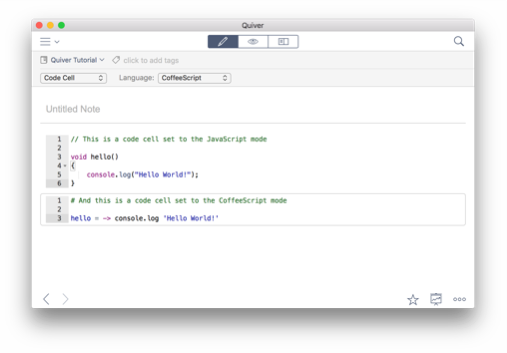 Quiver
Quiver Tutorial click to add tags
Code Cell Language: CoffeeScript
Untitled Note
1 // This is a code cell set to the JavaScript mode
2
3 void hello()
4 {
5 console.log("Hello World!");
6 }
1 # And this is a code cell set to the CoffeeScript mode
2
3 hello = -> console.log 'Hello World!'